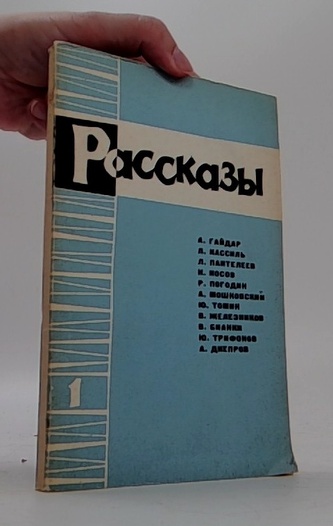 Рассказы
А. ГАЙДАР
Л. КАССИЛЬ
Л. ПАНТЕЛЕЕВ
Н. НОСОВ
Р. ПОГОДИН
А. МОШКОВСКИЙ
Ю. ТОМИН
В. ЖЕЛЕЗНИКОВ
В. БИАНКИ
Ю. ТРИФОНОВ
А. ДНЕПРОВ
1